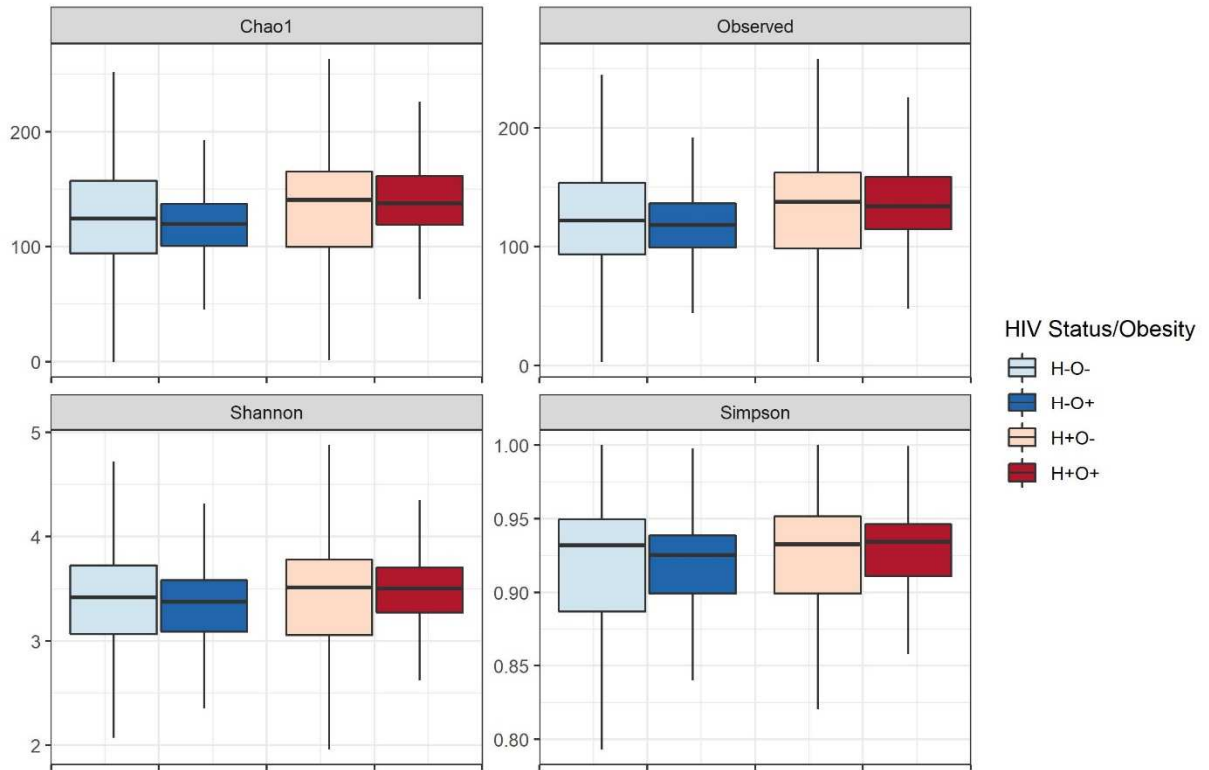 Chao1
200
100
0
Observed
200
100
0
Shannon
5
4
3
2
Simpson
1.00
0.95
0.90
0.85
0.80
HIV Status/Obesity
H-O-
H-O+
H+O-
H+O+